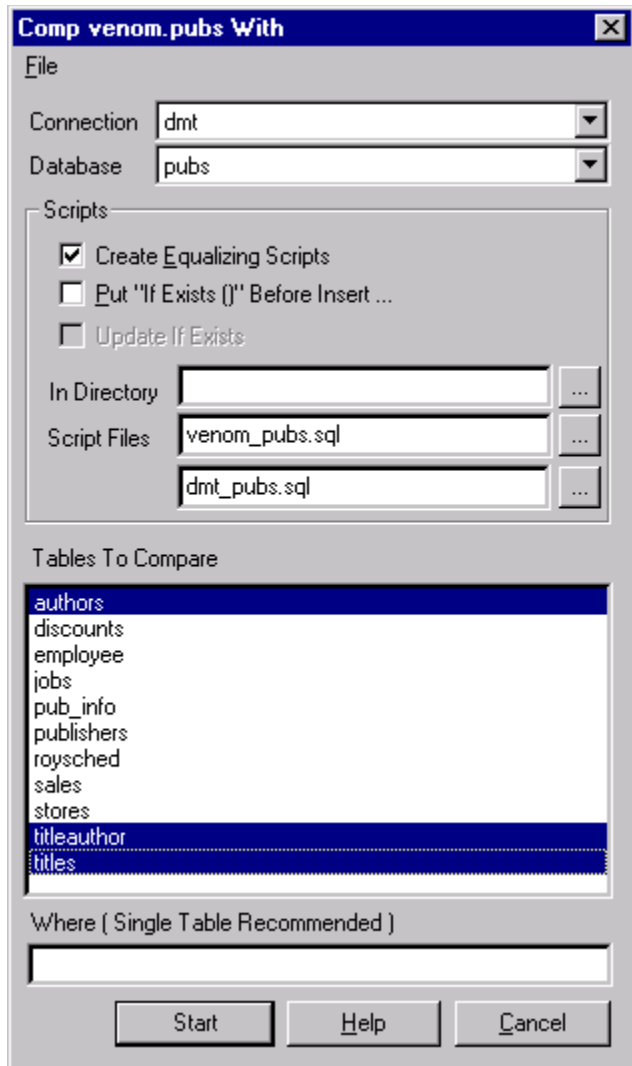 Comp venom.pubs With
File
Connection dmt
Database pubs
Scripts
Create Equalizing Scripts
Put "If Exists ()" Before Insert ...
Update If Exists
In Directory ...
Script Files venom_pubs.sql ...
dmt_pubs.sql ...
Tables To Compare
authors
discounts
employee
jobs
pub_info
publishers
roysched
sales
stores
titleauthor
titles
Where ( Single Table Recommended )
Start Help Cancel